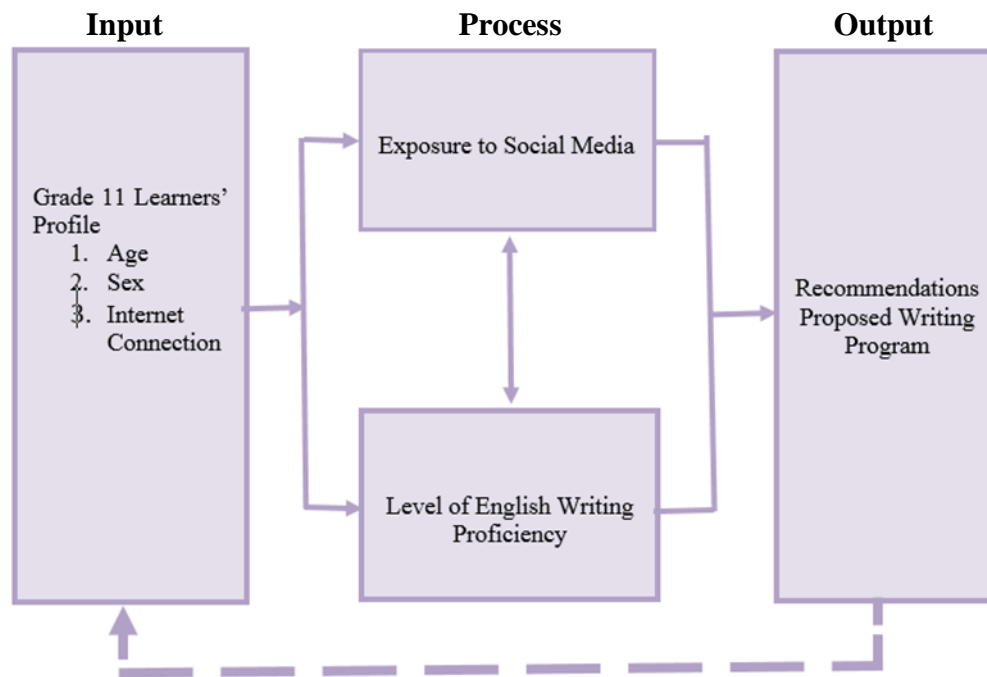 Input
Process
Output
Grade 11 Learners’
Profile
1. Age
2. Sex
3. Internet
Connection
Exposure to Social Media
Level of English Writing
Proficiency
Recommendations
Proposed Writing
Program